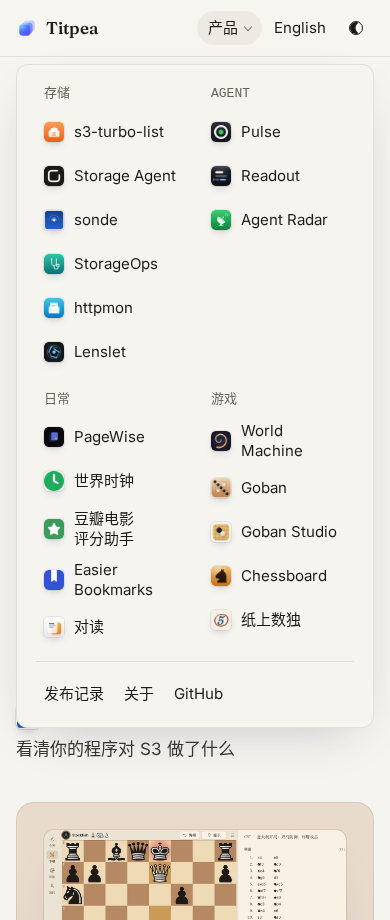 Titpea
产品
English
存储
s3-turbo-list
Storage Agent
sonde
StorageOps
httpmon
Lenslet
AGENT
Pulse
Readout
Agent Radar
日常
PageWise
世界时钟
豆瓣电影
评分助手
Easier
Bookmarks
对读
游戏
World
Machine
Goban
Goban Studio
Chessboard
纸上数独
发布记录
关于
GitHub
看清你的程序对 S3 做了什么